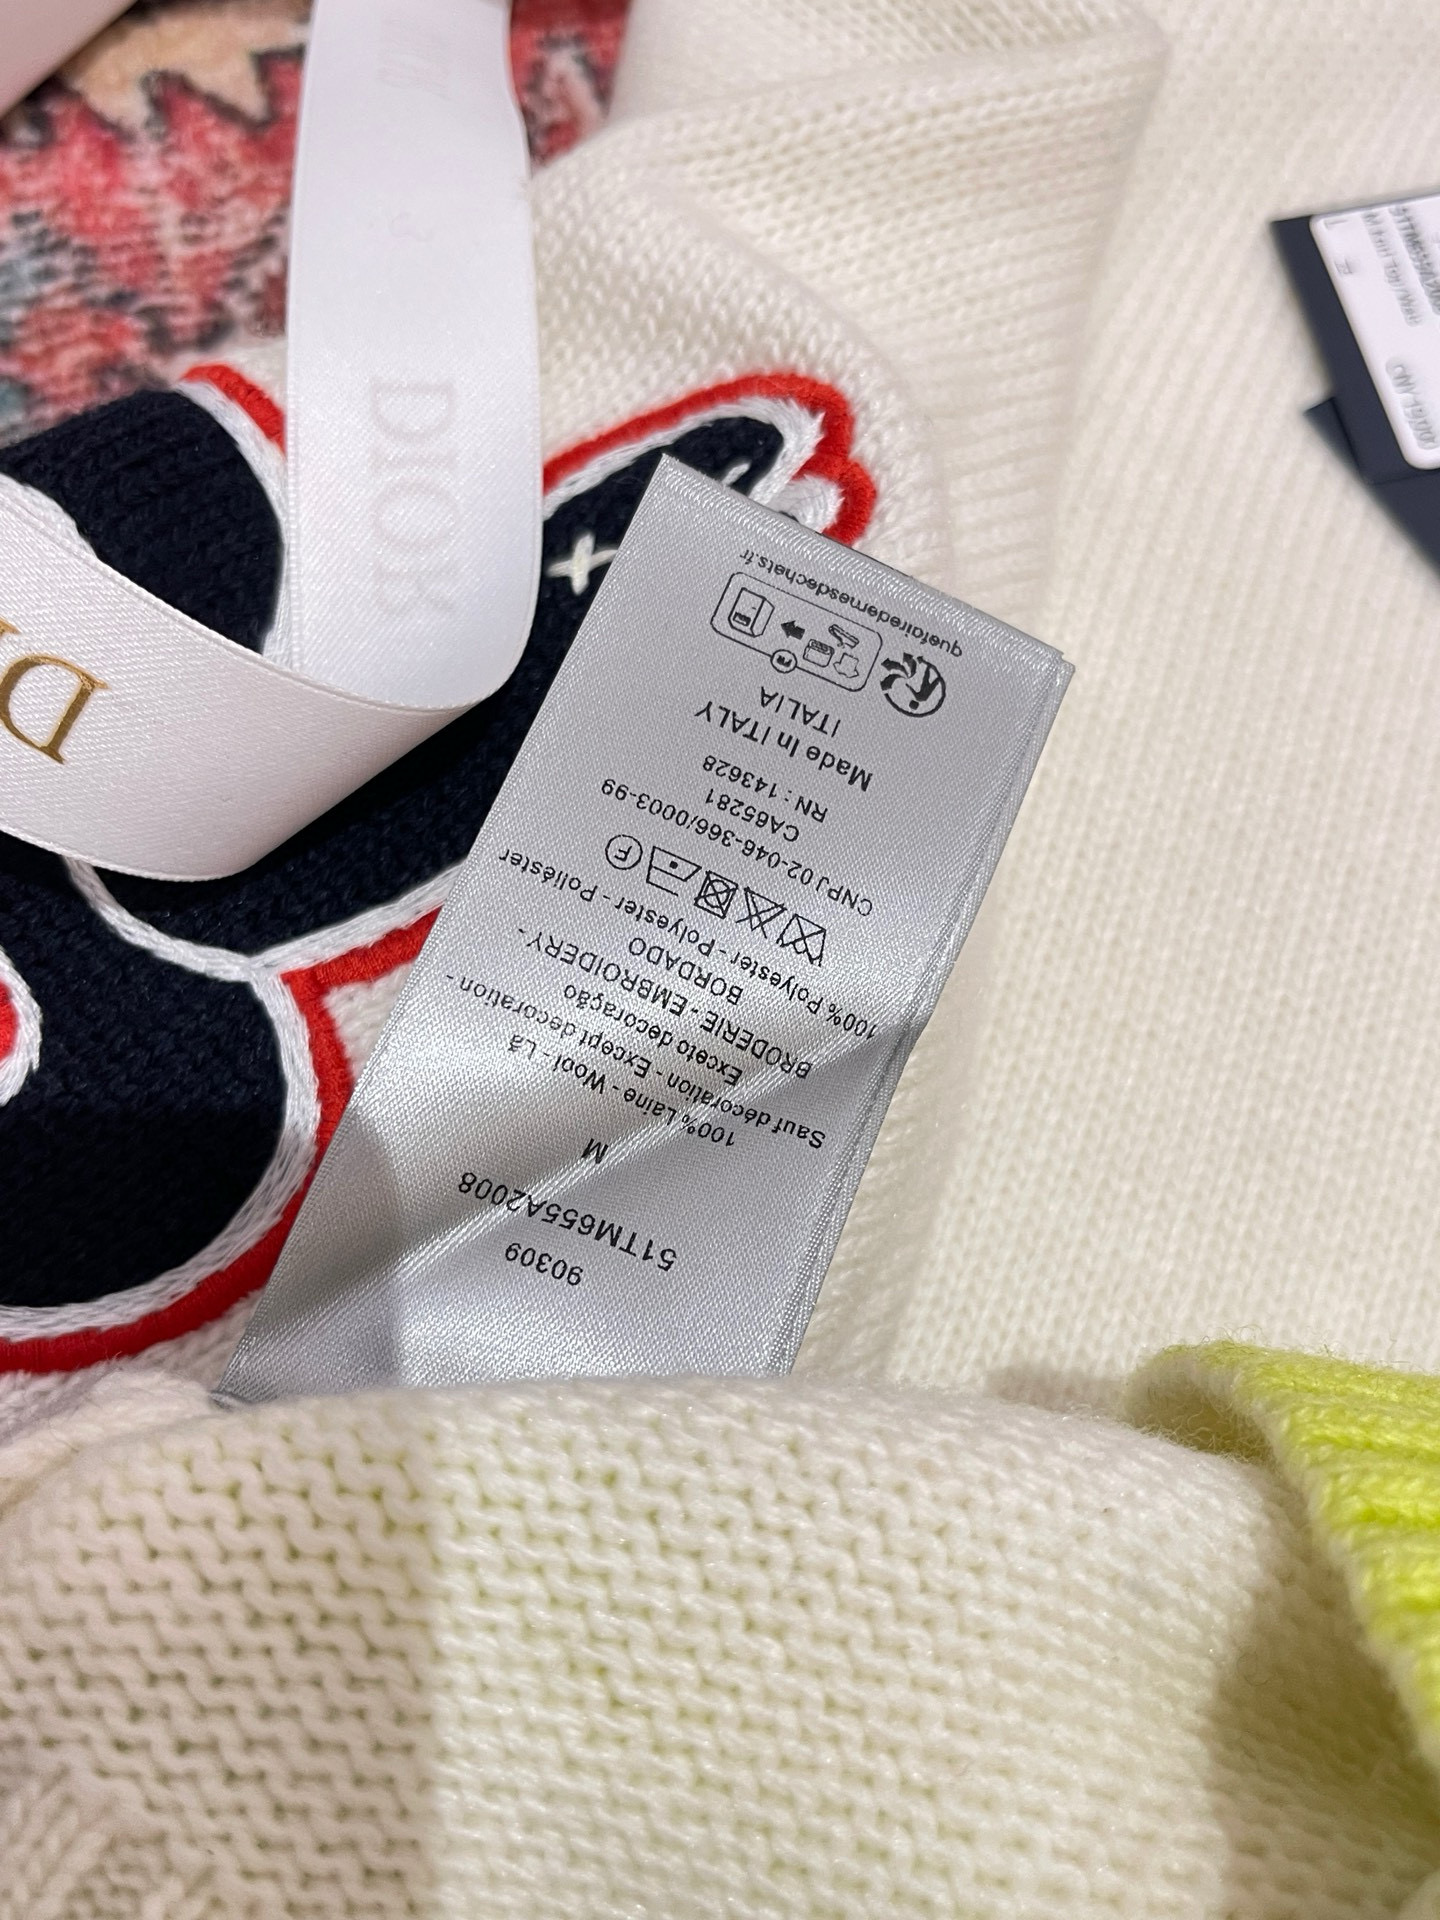 DIOR
D
90309
51TM655A2008
M
100% Laine - Wool - Lã
Sauf décoration - Except decoration -
Exceto decoração
BRODERIE - EMBROIDERY -
BORDADO
100% Polyester - Polyester - Poliéster
F
CNPJ 02-046-366/0003-99
CA65281
RN : 143628
Made In ITALY
ITALIA
FR
quefairedemesdechets.fr